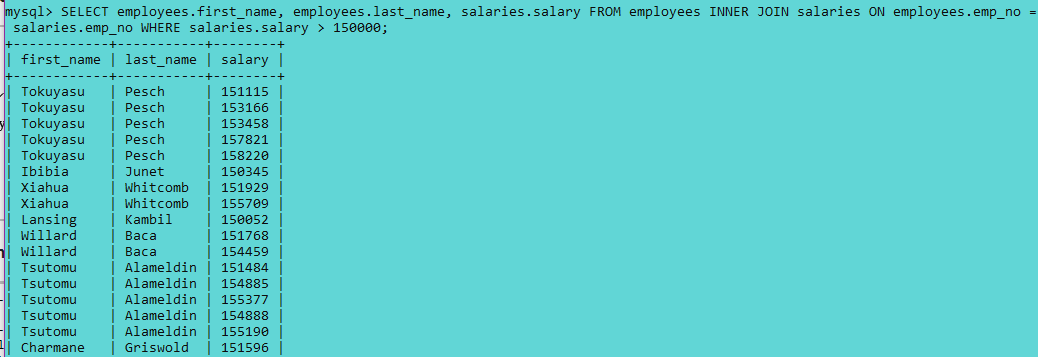 mysql> SELECT employees.first_name, employees.last_name, salaries.salary FROM employees INNER JOIN salaries ON employees.emp_no =
 salaries.emp_no WHERE salaries.salary > 150000;
+------------+-----------+--------+
| first_name | last_name | salary |
+------------+-----------+--------+
| Tokuyasu   | Pesch     | 151115 |
| Tokuyasu   | Pesch     | 153166 |
| Tokuyasu   | Pesch     | 153458 |
| Tokuyasu   | Pesch     | 157821 |
| Tokuyasu   | Pesch     | 158220 |
| Ibibia     | Junet     | 150345 |
| Xiahua     | Whitcomb  | 151929 |
| Xiahua     | Whitcomb  | 155709 |
| Lansing    | Kambil    | 150052 |
| Willard    | Baca      | 151768 |
| Willard    | Baca      | 154459 |
| Tsutomu    | Alameldin | 151484 |
| Tsutomu    | Alameldin | 154885 |
| Tsutomu    | Alameldin | 155377 |
| Tsutomu    | Alameldin | 154888 |
| Tsutomu    | Alameldin | 155190 |
| Charmane   | Griswold  | 151596 |